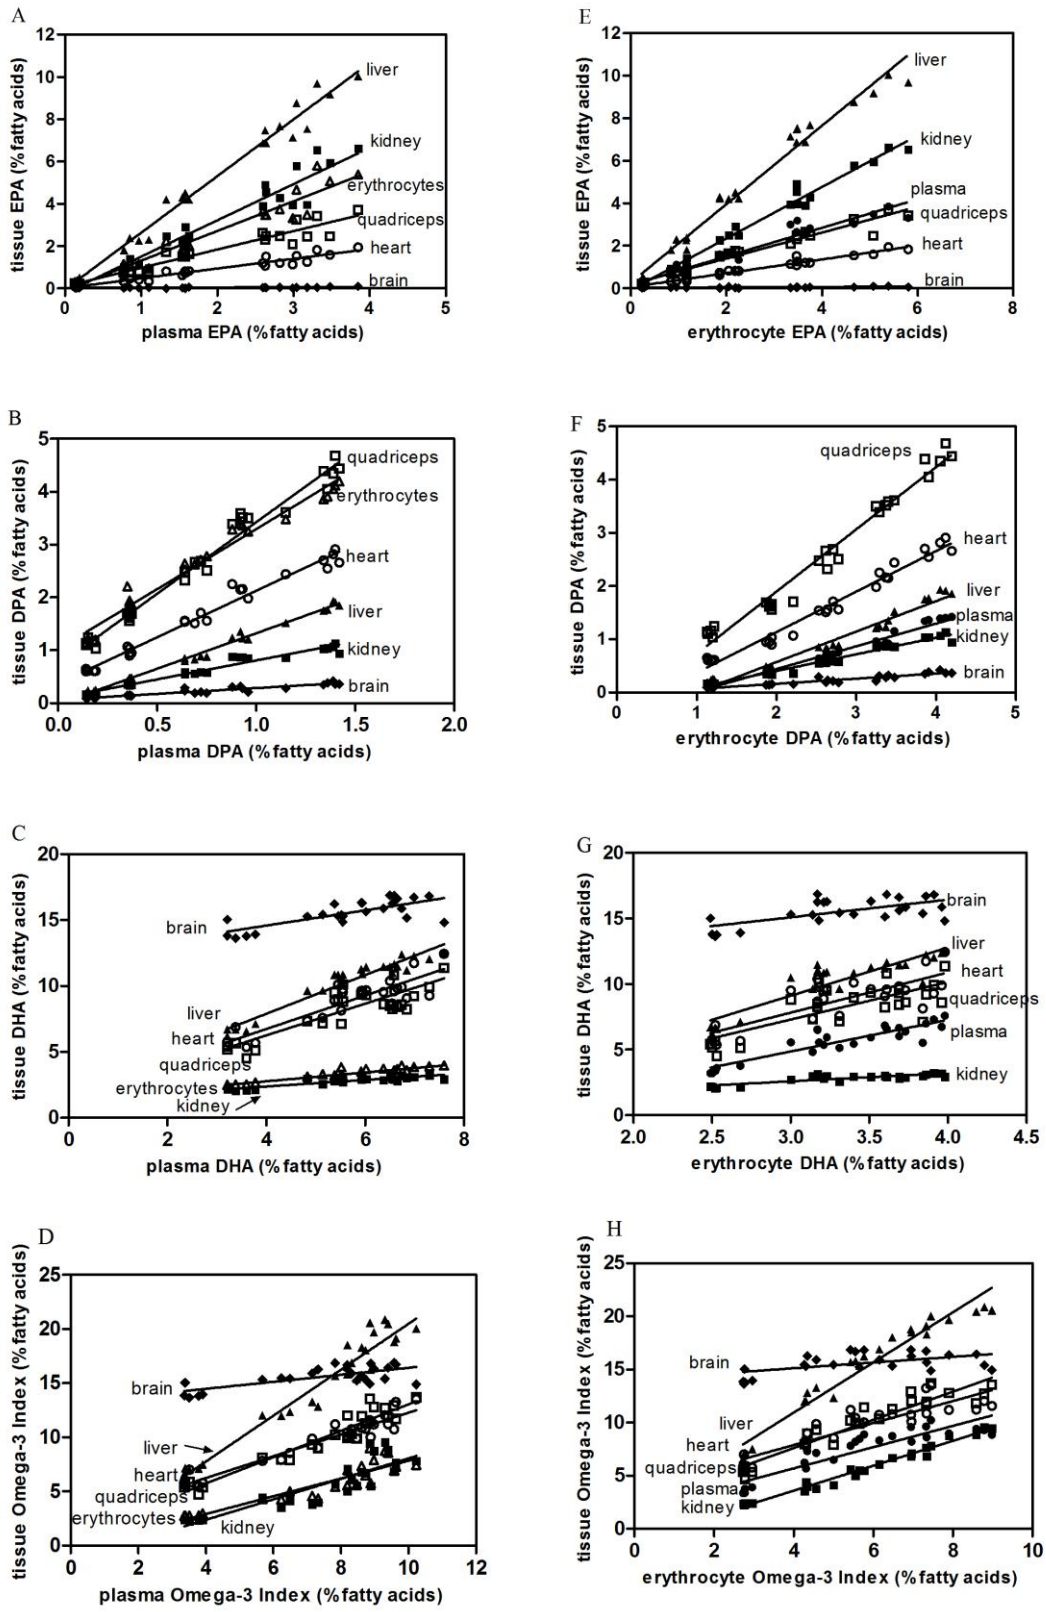 A
tissue EPA (%fatty acids)
12
10
8
6
4
2
0
liver
kidney
erythrocytes
quadriceps
heart
brain
0 1 2 3 4 5
plasma EPA (%fatty acids)
E
tissue EPA (%fatty acids)
12
10
8
6
4
2
0
liver
kidney
plasma
quadriceps
heart
brain
0 2 4 6 8
erythrocyte EPA (%fatty acids)
B
tissue DPA (%fatty acids)
5
4
3
2
1
0
quadriceps
erythrocytes
heart
liver
kidney
brain
0.0 0.5 1.0 1.5 2.0
plasma DPA (%fatty acids)
F
tissue DPA (%fatty acids)
5
4
3
2
1
0
quadriceps
heart
liver
plasma
kidney
brain
0 1 2 3 4 5
erythrocyte DPA (%fatty acids)
C
tissue DHA (%fatty acids)
20
15
10
5
0
brain
liver
heart
quadriceps
erythrocytes
kidney
0 2 4 6 8
plasma DHA (%fatty acids)
G
tissue DHA (%fatty acids)
20
15
10
5
0
brain
liver
heart
quadriceps
plasma
kidney
2.0 2.5 3.0 3.5 4.0 4.5
erythrocyte DHA (%fatty acids)
D
tissue Omega-3 Index (%fatty acids)
25
20
15
10
5
0
brain
liver
heart
quadriceps
erythrocytes
kidney
0 2 4 6 8 10 12
plasma Omega-3 Index (%fatty acids)
H
tissue Omega-3 Index (%fatty acids)
25
20
15
10
5
0
brain
liver
heart
quadriceps
plasma
kidney
0 2 4 6 8 10
erythrocyte Omega-3 Index (%fatty acids)